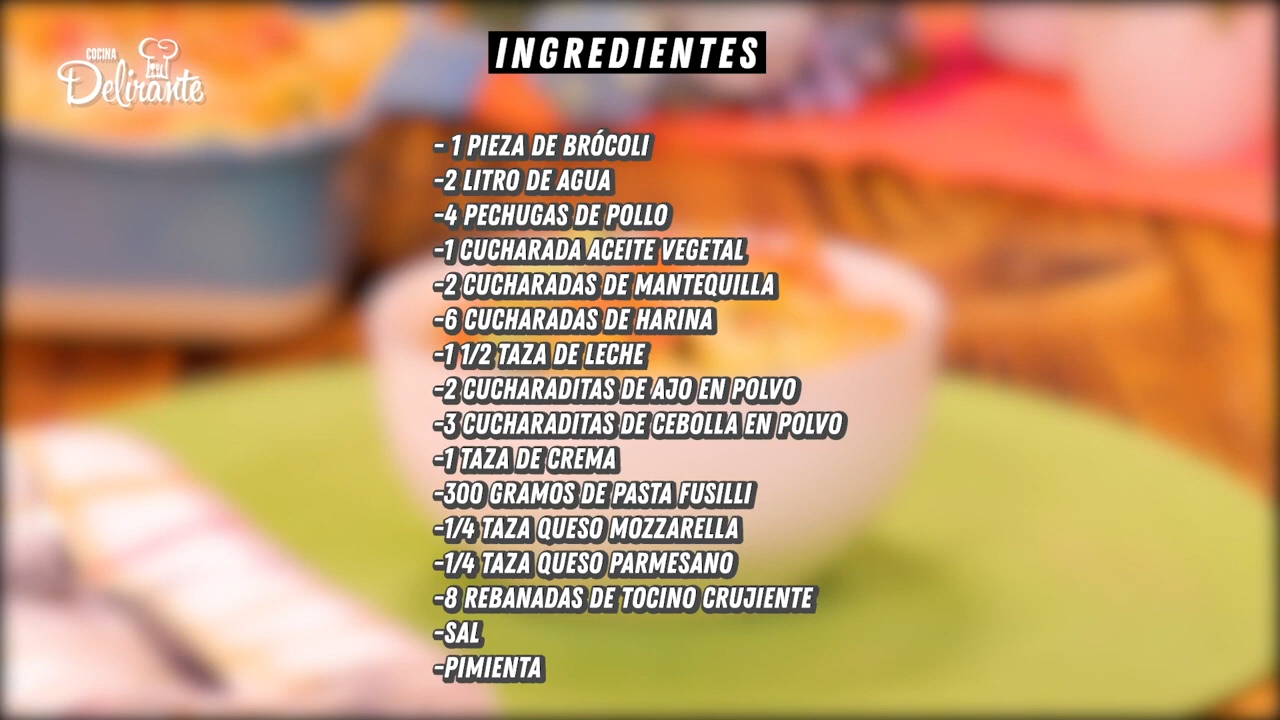 COCINA
Delirante
INGREDIENTES
- 1 PIEZA DE BRÓCOLI
-2 LITRO DE AGUA
-4 PECHUGAS DE POLLO
-1 CUCHARADA ACEITE VEGETAL
-2 CUCHARADAS DE MANTEQUILLA
-6 CUCHARADAS DE HARINA
-1 1/2 TAZA DE LECHE
-2 CUCHARADITAS DE AJO EN POLVO
-3 CUCHARADITAS DE CEBOLLA EN POLVO
-1 TAZA DE CREMA
-300 GRAMOS DE PASTA FUSILLI
-1/4 TAZA QUESO MOZZARELLA
-1/4 TAZA QUESO PARMESANO
-8 REBANADAS DE TOCINO CRUJIENTE
-SAL
-PIMIENTA